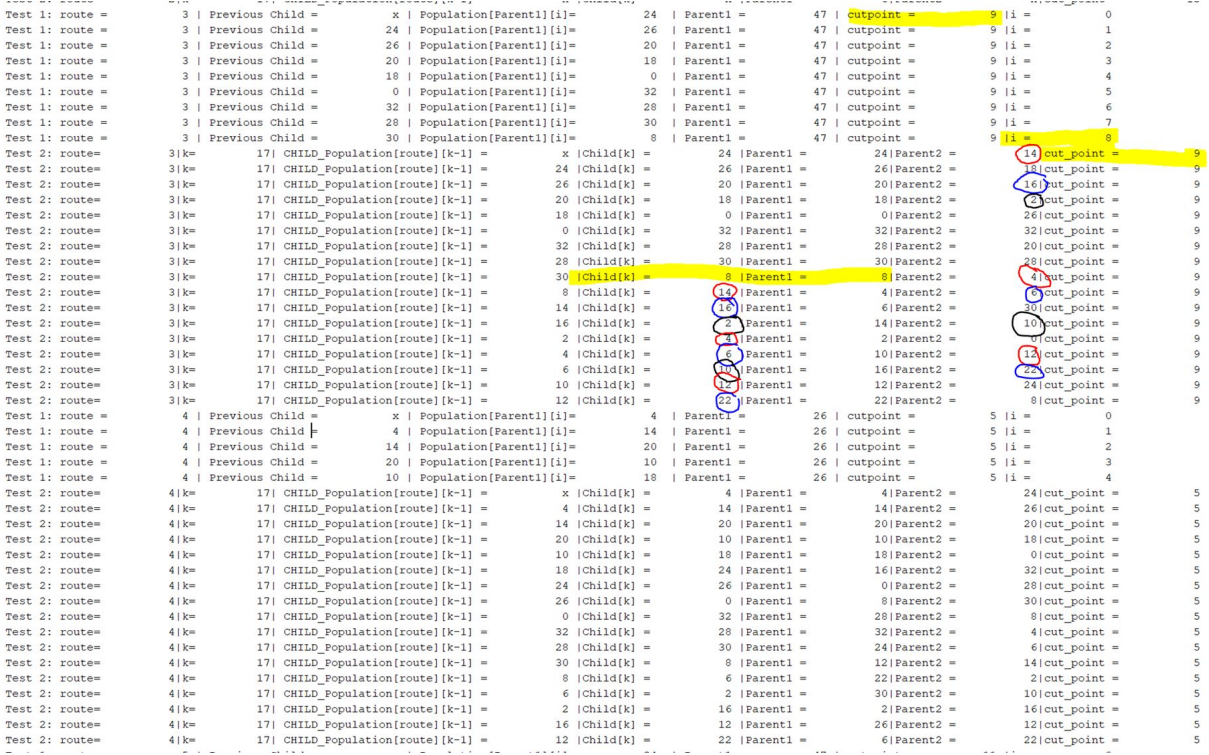 Test 1: route = 3 | Previous Child = x | Population[Parent1][i]= 24 | Parent1 = 47 | cutpoint = 9 |i = 0
Test 1: route = 3 | Previous Child = 24 | Population[Parent1][i]= 26 | Parent1 = 47 | cutpoint = 9 |i = 1
Test 1: route = 3 | Previous Child = 26 | Population[Parent1][i]= 20 | Parent1 = 47 | cutpoint = 9 |i = 2
Test 1: route = 3 | Previous Child = 20 | Population[Parent1][i]= 18 | Parent1 = 47 | cutpoint = 9 |i = 3
Test 1: route = 3 | Previous Child = 18 | Population[Parent1][i]= 0 | Parent1 = 47 | cutpoint = 9 |i = 4
Test 1: route = 3 | Previous Child = 0 | Population[Parent1][i]= 32 | Parent1 = 47 | cutpoint = 9 |i = 5
Test 1: route = 3 | Previous Child = 32 | Population[Parent1][i]= 28 | Parent1 = 47 | cutpoint = 9 |i = 6
Test 1: route = 3 | Previous Child = 28 | Population[Parent1][i]= 30 | Parent1 = 47 | cutpoint = 9 |i = 7
Test 1: route = 3 | Previous Child = 30 | Population[Parent1][i]= 8 | Parent1 = 47 | cutpoint = 9 |i = 8
Test 2: route= 3|k= 17| CHILD_Population[route][k-1] = x |Child[k] = 24 |Parent1 = 24|Parent2 = 14|cut_point = 9
Test 2: route= 3|k= 17| CHILD_Population[route][k-1] = 24 |Child[k] = 26 |Parent1 = 26|Parent2 = 18|cut_point = 9
Test 2: route= 3|k= 17| CHILD_Population[route][k-1] = 26 |Child[k] = 20 |Parent1 = 20|Parent2 = 16|cut_point = 9
Test 2: route= 3|k= 17| CHILD_Population[route][k-1] = 20 |Child[k] = 18 |Parent1 = 18|Parent2 = 2|cut_point = 9
Test 2: route= 3|k= 17| CHILD_Population[route][k-1] = 18 |Child[k] = 0 |Parent1 = 0|Parent2 = 26|cut_point = 9
Test 2: route= 3|k= 17| CHILD_Population[route][k-1] = 0 |Child[k] = 32 |Parent1 = 32|Parent2 = 32|cut_point = 9
Test 2: route= 3|k= 17| CHILD_Population[route][k-1] = 32 |Child[k] = 28 |Parent1 = 28|Parent2 = 20|cut_point = 9
Test 2: route= 3|k= 17| CHILD_Population[route][k-1] = 28 |Child[k] = 30 |Parent1 = 30|Parent2 = 28|cut_point = 9
Test 2: route= 3|k= 17| CHILD_Population[route][k-1] = 30 |Child[k] = 8 |Parent1 = 8|Parent2 = 4|cut_point = 9
Test 2: route= 3|k= 17| CHILD_Population[route][k-1] = 8 |Child[k] = 14 |Parent1 = 4|Parent2 = 6|cut_point = 9
Test 2: route= 3|k= 17| CHILD_Population[route][k-1] = 14 |Child[k] = 16 |Parent1 = 6|Parent2 = 30|cut_point = 9
Test 2: route= 3|k= 17| CHILD_Population[route][k-1] = 16 |Child[k] = 2 |Parent1 = 14|Parent2 = 10|cut_point = 9
Test 2: route= 3|k= 17| CHILD_Population[route][k-1] = 2 |Child[k] = 4 |Parent1 = 2|Parent2 = 0|cut_point = 9
Test 2: route= 3|k= 17| CHILD_Population[route][k-1] = 4 |Child[k] = 6 |Parent1 = 10|Parent2 = 12|cut_point = 9
Test 2: route= 3|k= 17| CHILD_Population[route][k-1] = 6 |Child[k] = 10 |Parent1 = 16|Parent2 = 22|cut_point = 9
Test 2: route= 3|k= 17| CHILD_Population[route][k-1] = 10 |Child[k] = 12 |Parent1 = 12|Parent2 = 24|cut_point = 9
Test 2: route= 3|k= 17| CHILD_Population[route][k-1] = 12 |Child[k] = 22 |Parent1 = 22|Parent2 = 8|cut_point = 9
Test 1: route = 4 | Previous Child = x | Population[Parent1][i]= 4 | Parent1 = 26 | cutpoint = 5 |i = 0
Test 1: route = 4 | Previous Child = 4 | Population[Parent1][i]= 14 | Parent1 = 26 | cutpoint = 5 |i = 1
Test 1: route = 4 | Previous Child = 14 | Population[Parent1][i]= 20 | Parent1 = 26 | cutpoint = 5 |i = 2
Test 1: route = 4 | Previous Child = 20 | Population[Parent1][i]= 10 | Parent1 = 26 | cutpoint = 5 |i = 3
Test 1: route = 4 | Previous Child = 10 | Population[Parent1][i]= 18 | Parent1 = 26 | cutpoint = 5 |i = 4
Test 2: route= 4|k= 17| CHILD_Population[route][k-1] = x |Child[k] = 4 |Parent1 = 4|Parent2 = 24|cut_point = 5
Test 2: route= 4|k= 17| CHILD_Population[route][k-1] = 4 |Child[k] = 14 |Parent1 = 14|Parent2 = 26|cut_point = 5
Test 2: route= 4|k= 17| CHILD_Population[route][k-1] = 14 |Child[k] = 20 |Parent1 = 20|Parent2 = 20|cut_point = 5
Test 2: route= 4|k= 17| CHILD_Population[route][k-1] = 20 |Child[k] = 10 |Parent1 = 10|Parent2 = 18|cut_point = 5
Test 2: route= 4|k= 17| CHILD_Population[route][k-1] = 10 |Child[k] = 18 |Parent1 = 18|Parent2 = 0|cut_point = 5
Test 2: route= 4|k= 17| CHILD_Population[route][k-1] = 18 |Child[k] = 24 |Parent1 = 16|Parent2 = 32|cut_point = 5
Test 2: route= 4|k= 17| CHILD_Population[route][k-1] = 24 |Child[k] = 26 |Parent1 = 0|Parent2 = 28|cut_point = 5
Test 2: route= 4|k= 17| CHILD_Population[route][k-1] = 26 |Child[k] = 0 |Parent1 = 8|Parent2 = 30|cut_point = 5
Test 2: route= 4|k= 17| CHILD_Population[route][k-1] = 0 |Child[k] = 32 |Parent1 = 28|Parent2 = 8|cut_point = 5
Test 2: route= 4|k= 17| CHILD_Population[route][k-1] = 32 |Child[k] = 28 |Parent1 = 32|Parent2 = 4|cut_point = 5
Test 2: route= 4|k= 17| CHILD_Population[route][k-1] = 28 |Child[k] = 30 |Parent1 = 24|Parent2 = 6|cut_point = 5
Test 2: route= 4|k= 17| CHILD_Population[route][k-1] = 30 |Child[k] = 8 |Parent1 = 12|Parent2 = 14|cut_point = 5
Test 2: route= 4|k= 17| CHILD_Population[route][k-1] = 8 |Child[k] = 6 |Parent1 = 22|Parent2 = 2|cut_point = 5
Test 2: route= 4|k= 17| CHILD_Population[route][k-1] = 6 |Child[k] = 2 |Parent1 = 30|Parent2 = 10|cut_point = 5
Test 2: route= 4|k= 17| CHILD_Population[route][k-1] = 2 |Child[k] = 16 |Parent1 = 2|Parent2 = 16|cut_point = 5
Test 2: route= 4|k= 17| CHILD_Population[route][k-1] = 16 |Child[k] = 12 |Parent1 = 26|Parent2 = 12|cut_point = 5
Test 2: route= 4|k= 17| CHILD_Population[route][k-1] = 12 |Child[k] = 22 |Parent1 = 6|Parent2 = 22|cut_point = 5